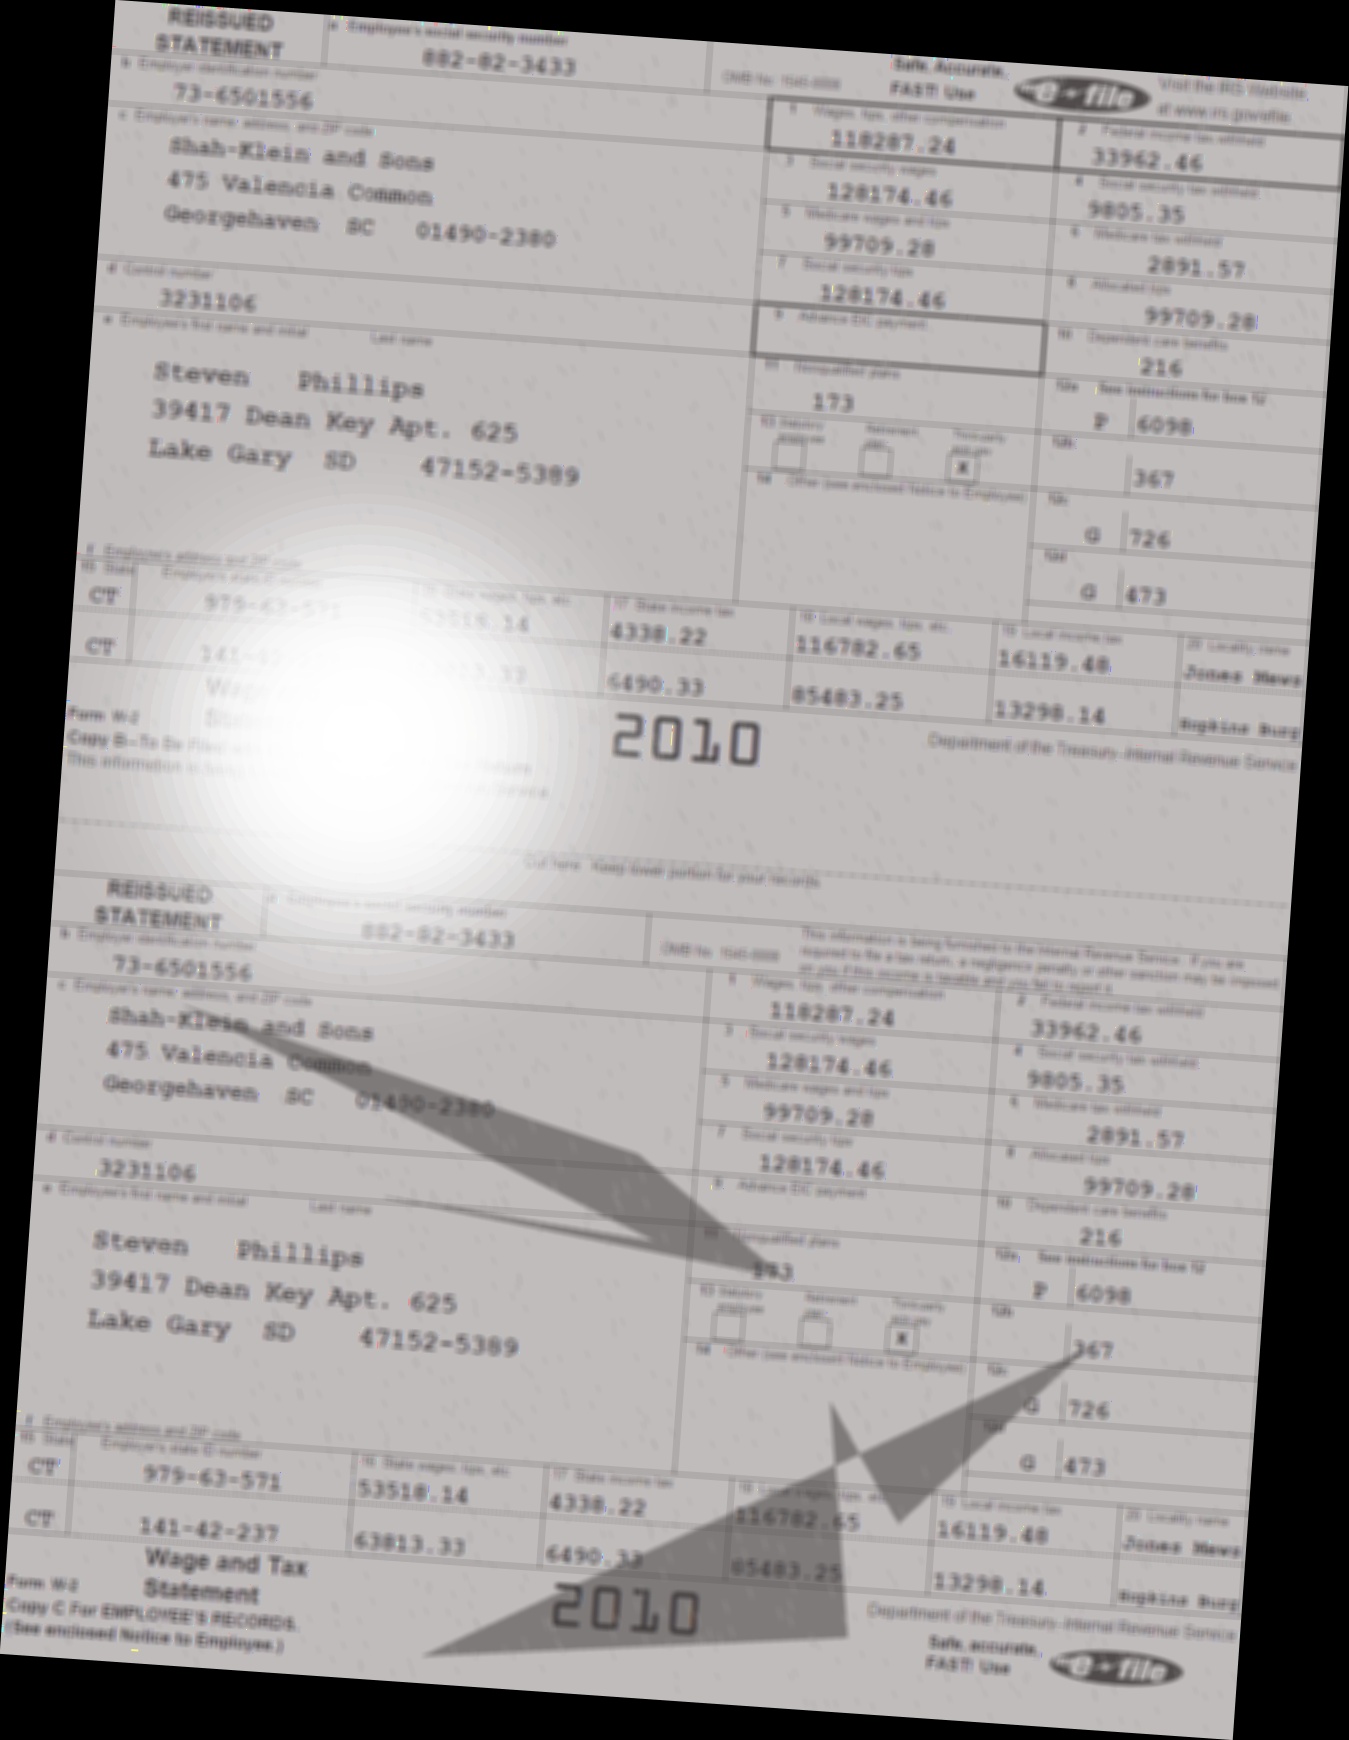 REISSUED
STATEMENT
a Employee's social security number
882-82-3433
OMB No. 1545-0008
Safe, Accurate,
FAST! Use
e-file
Visit the IRS Website
at www.irs.gov/efile.
b Employer identification number
73-6501556
c Employer's name, address, and ZIP code
Shah-Klein and Sons
475 Valencia Common
Georgehaven SC 01490-2380
1 Wages, tips, other compensation
118287.24
2 Federal income tax withheld
33962.46
3 Social security wages
128174.46
4 Social security tax withheld
9805.35
5 Medicare wages and tips
99709.28
6 Medicare tax withheld
2891.57
7 Social security tips
128174.46
8 Allocated tips
99709.28
d Control number
3231106
9 Advance EIC payment
10 Dependent care benefits
216
e Employee's first name and initial Last name
Steven Phillips
39417 Dean Key Apt. 625
Lake Gary SD 47152-5389
11 Nonqualified plans
173
12a See instructions for box 12
P 6098
12b
367
13 Statutory employee Retirement plan Third-party sick pay
X
14 Other (see enclosed Notice to Employee)
12c
G 726
12d
G 473
f Employee's address and ZIP code
15 State Employer's state ID number
17 State income tax
18 Local wages, tips, etc.
19 Local income tax
20 Locality name
CT 979-63-571 14 4338.22 116782.65 16119.48 Jones Mews
CT 6490.33 85483.25 13298.14 Hopkins Burg
Form W-2
2010
Department of the Treasury-Internal Revenue Service
Copy B-To Be Filed
This information is being
Service
Cut here. Keep lower portion for your records.
REISSUED
STATEMENT
a Employee's social security number
882-82-3433
OMB No. 1545-0008
This information is being furnished to the Internal Revenue Service. If you are
required to file a tax return, a negligence penalty or other sanction may be imposed
on you if this income is taxable and you fail to report it.
b Employer identification number
73-6501556
c Employer's name, address, and ZIP code
Shah-Klein and Sons
475 Valencia Common
Georgehaven SC 01490-2380
1 Wages, tips, other compensation
118287.24
2 Federal income tax withheld
33962.46
3 Social security wages
128174.46
4 Social security tax withheld
9805.35
5 Medicare wages and tips
99709.28
6 Medicare tax withheld
2891.57
7 Social security tips
128174.46
8 Allocated tips
99709.28
d Control number
3231106
9 Advance EIC payment
10 Dependent care benefits
216
e Employee's first name and initial Last name
Steven Phillips
39417 Dean Key Apt. 625
Lake Gary SD 47152-5389
11 Nonqualified plans
173
12a See instructions for box 12
P 6098
12b
367
13 Statutory employee Retirement plan Third-party sick pay
X
14 Other (see enclosed Notice to Employee)
12c
G 726
12d
G 473
f Employee's address and ZIP code
15 State Employer's state ID number
16 State wages, tips, etc.
17 State income tax
18 Local wages, tips, etc.
19 Local income tax
20 Locality name
CT 979-63-571 53518.14 4338.22 116782.65 16119.48 Jones Mews
CT 141-42-237 63813.33 6490.33 85483.25 13298.14 Hopkins Burg
Wage and Tax
Statement
Form W-2
2010
Department of the Treasury-Internal Revenue Service
Copy C For EMPLOYEE'S RECORDS.
(See enclosed Notice to Employee.)
Safe, accurate,
FAST! Use
e-file